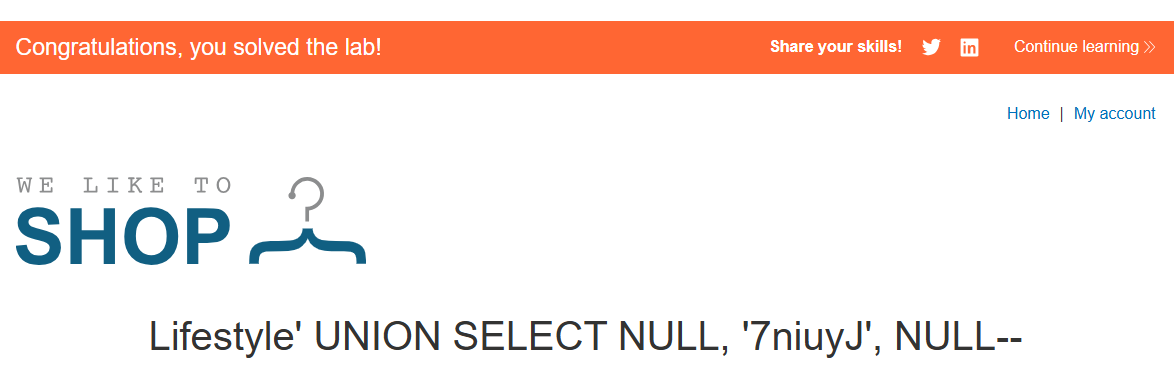 Congratulations, you solved the lab!
Share your skills!
Continue learning
Home | My account
WE LIKE TO
SHOP
Lifestyle' UNION SELECT NULL, '7niuyJ', NULL--